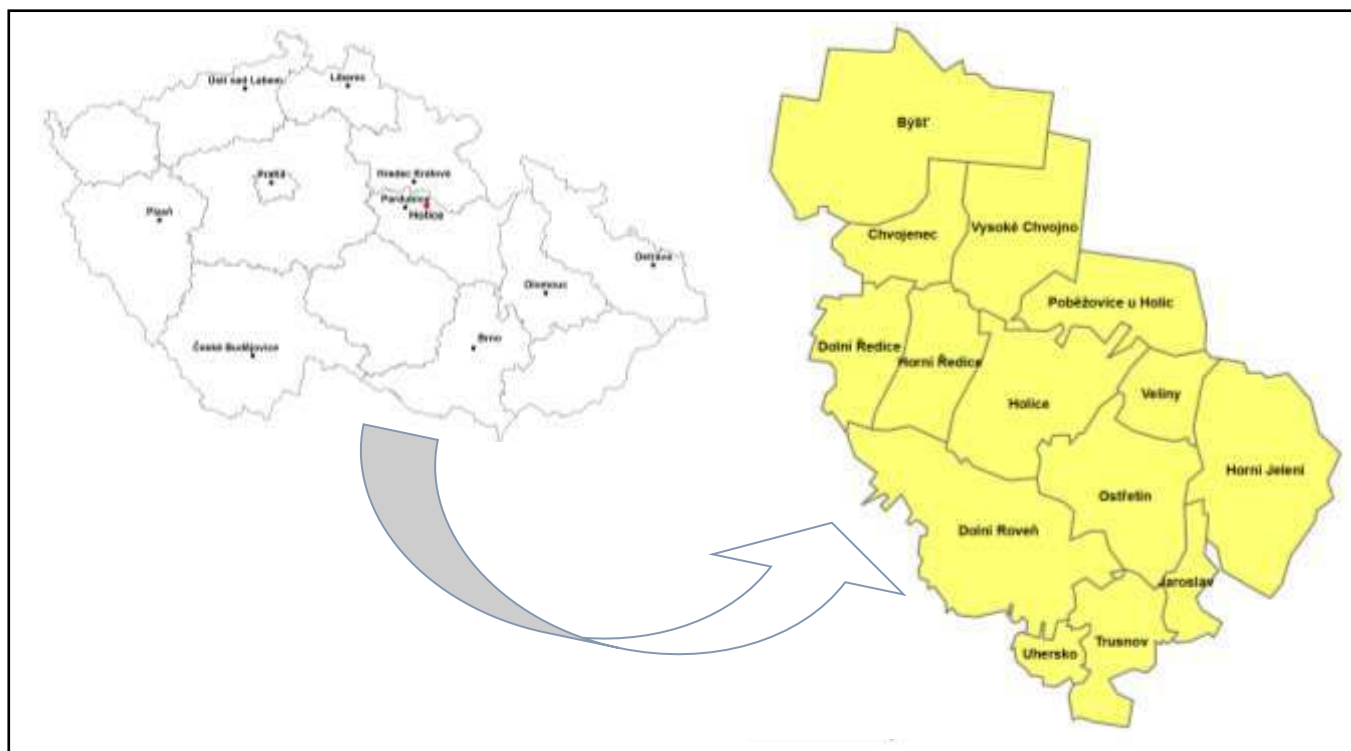 Ústí nad Labem
Liberec
Praha
Hradec Králové
Pardubice
Holice
Plzeň
Ostrava
Olomouc
Brno
České Budějovice
Býšť
Chvojenec
Vysoké Chvojno
Poběžovice u Holic
Dolní Ředice
Horní Ředice
Holice
Veliny
Horní Jelení
Ostřetín
Dolní Roveň
Jaroslav
Trusnov
Uhersko